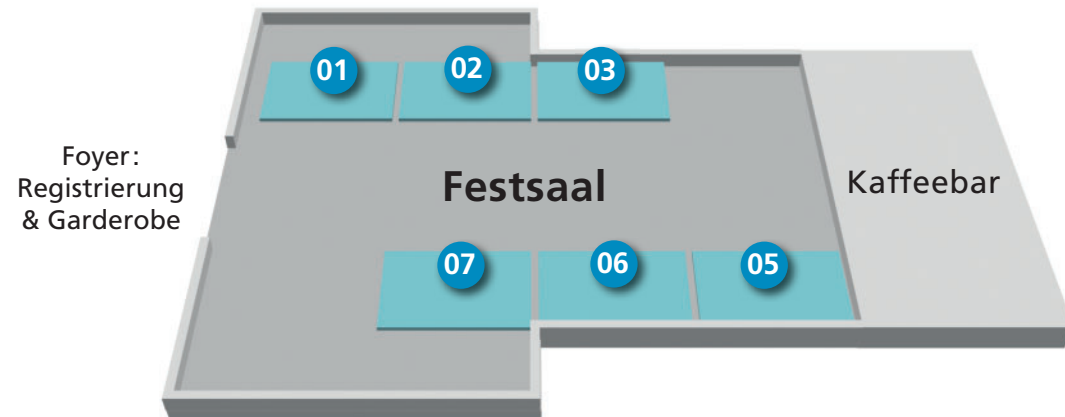 01
02
03
Foyer:
Registrierung
& Garderobe
Festsaal
Kaffeebar
07
06
05